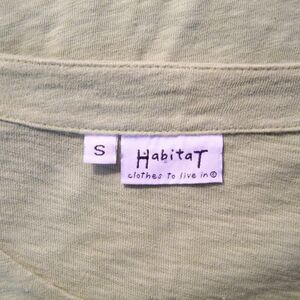 S
HabitaT
clothes to live in ©